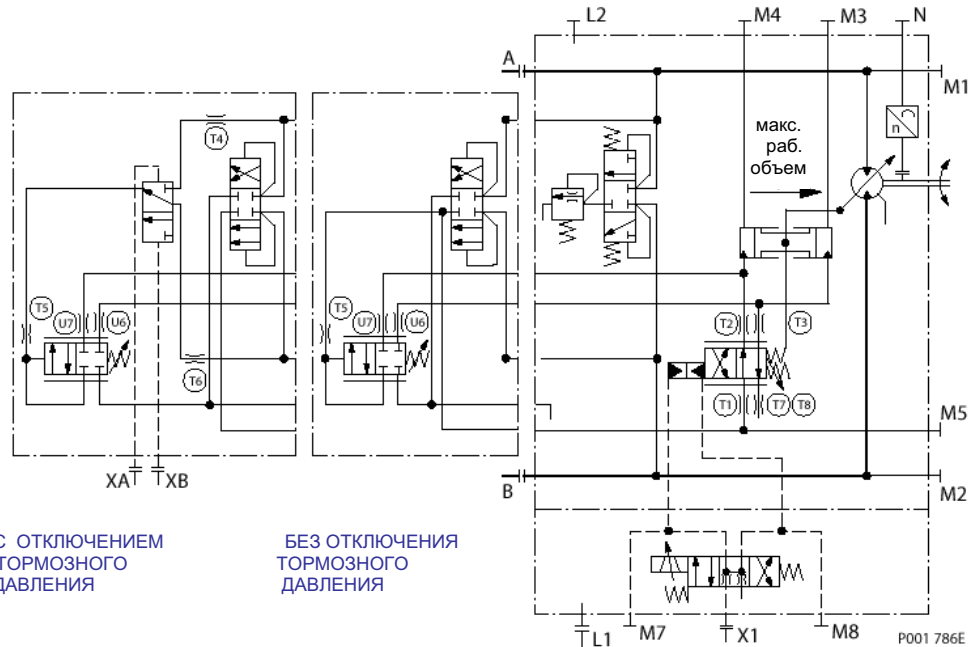 L2
M4
M3
N
A
M1
n
макс.
раб.
объем
T4
T5
U7
U6
T6
T5
U7
U6
T2
T3
T1
T7
T8
M5
XA
XB
B
M2
С ОТКЛЮЧЕНИЕМ
ТОРМОЗНОГО
ДАВЛЕНИЯ
БЕЗ ОТКЛЮЧЕНИЯ
ТОРМОЗНОГО
ДАВЛЕНИЯ
L1
M7
X1
M8
P001 786E